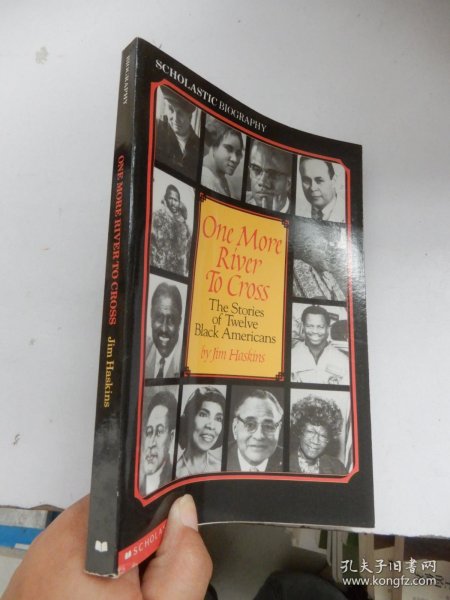 SCHOLASTIC BIOGRAPHY
One More
River
To Cross
The Stories
of Twelve
Black Americans
by Jim Haskins
BIOGRAPHY
ONE MORE RIVER TO CROSS Jim Haskins
SCHOLA
孔夫子旧书网
www.kongfz.com